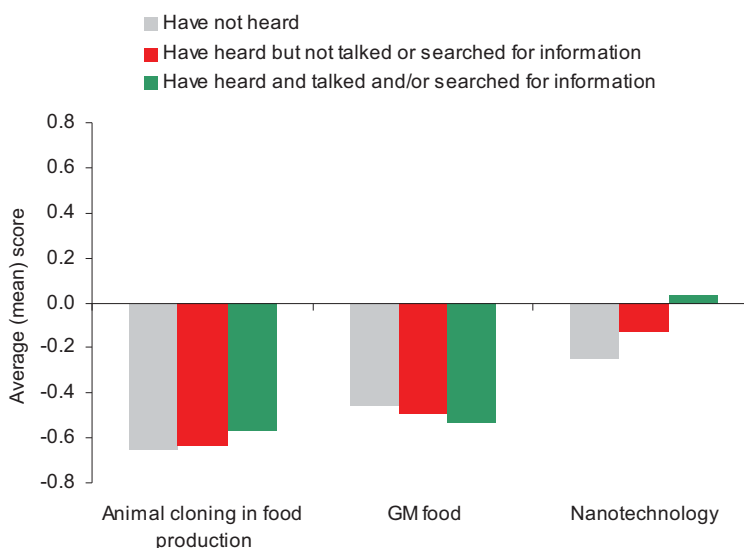 Have not heard
Have heard but not talked or searched for information
Have heard and talked and/or searched for information
0.8
0.6
0.4
0.2
0.0
-0.2
-0.4
-0.6
-0.8
Average (mean) score
Animal cloning in food
production
GM food
Nanotechnology